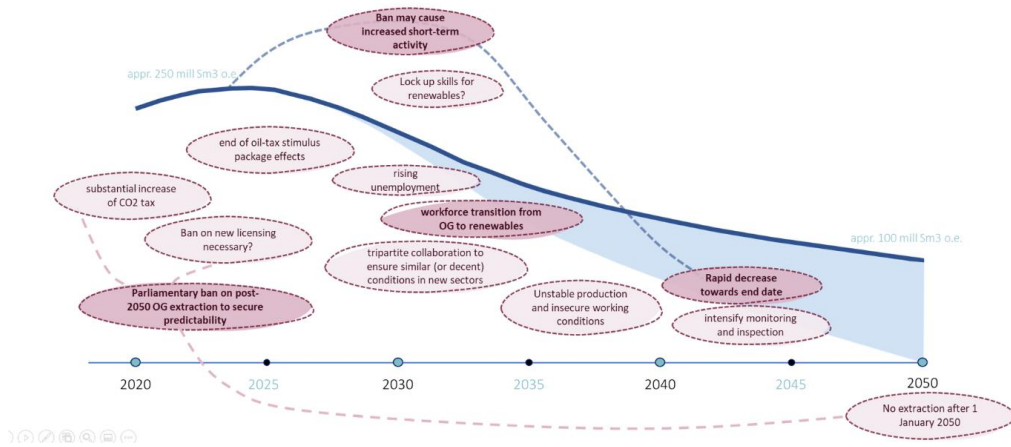 Ban may cause
increased short-term
activity
appr. 250 mill Sm3 o.e.
Lock up skills for
renewables?
end of oil-tax stimulus
package effects
rising
unemployment
substantial increase
of CO2 tax
workforce transition from
OG to renewables
Ban on new licensing
necessary?
appr. 100 mill Sm3 o.e.
tripartite collaboration to
ensure similar (or decent)
conditions in new sectors
Rapid decrease
towards end date
Parliamentary ban on post-
2050 OG extraction to secure
predictability
Unstable production
and insecure working
conditions
intensify monitoring
and inspection
2020 2025 2030 2035 2040 2045 2050
No extraction after 1
January 2050